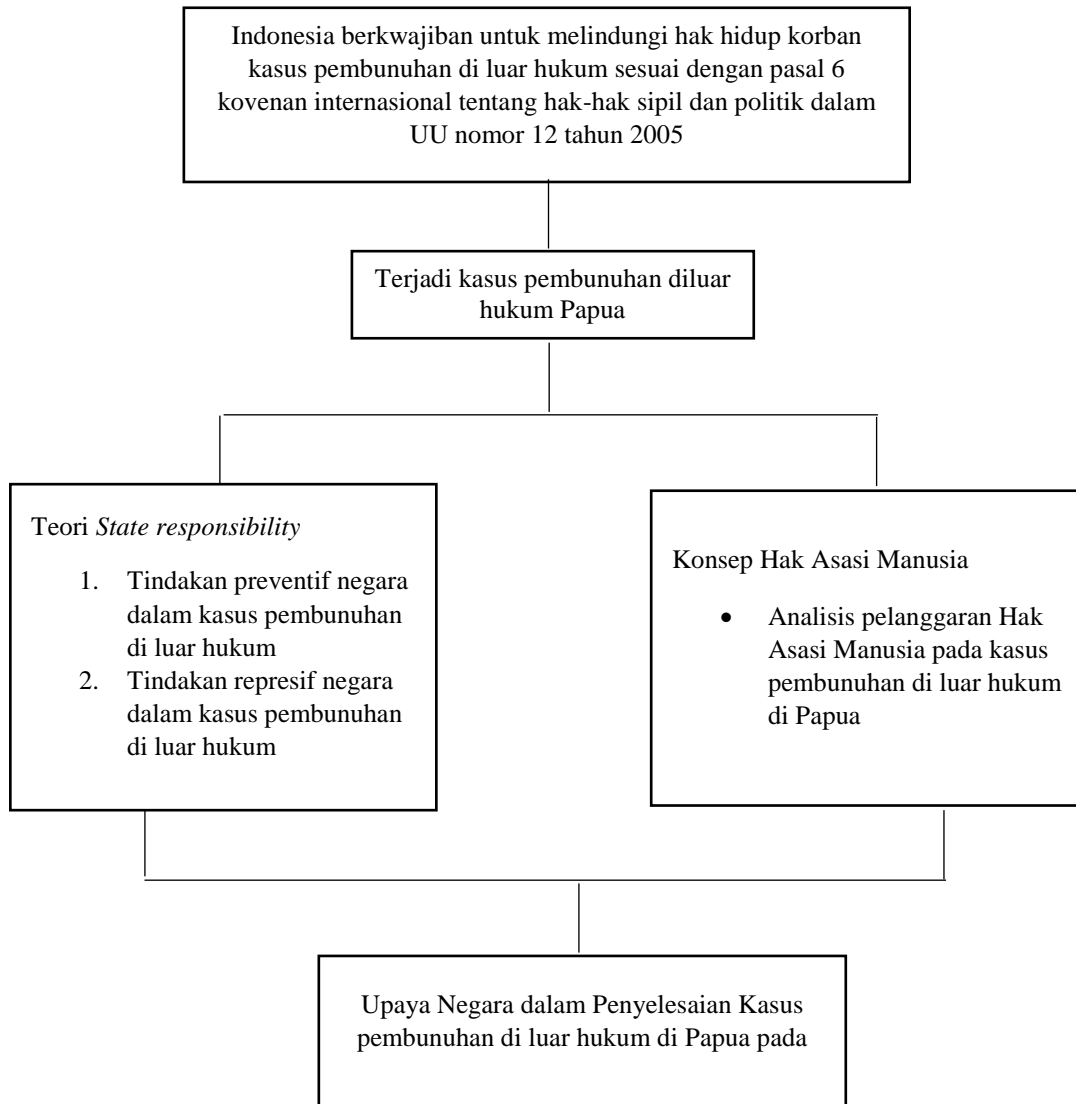 Indonesia berkwajiban untuk melindungi hak hidup korban
kasus pembunuhan di luar hukum sesuai dengan pasal 6
kovenan internasional tentang hak-hak sipil dan politik dalam
UU nomor 12 tahun 2005
Terjadi kasus pembunuhan diluar
hukum Papua
Teori State responsibility
1. Tindakan preventif negara
dalam kasus pembunuhan
di luar hukum
2. Tindakan represif negara
dalam kasus pembunuhan
di luar hukum
Konsep Hak Asasi Manusia
• Analisis pelanggaran Hak
Asasi Manusia pada kasus
pembunuhan di luar hukum
di Papua
Upaya Negara dalam Penyelesaian Kasus
pembunuhan di luar hukum di Papua pada